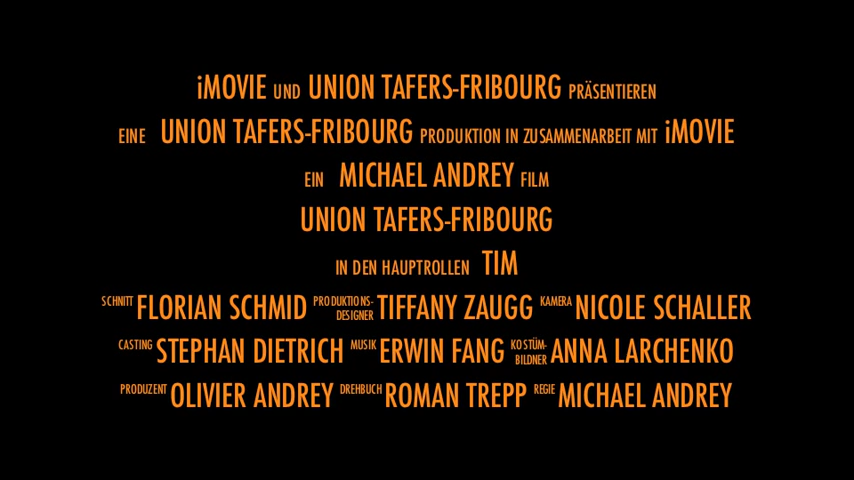 iMOVIE UND UNION TAFERS-FRIBOURG PRÄSENTIEREN
EINE UNION TAFERS-FRIBOURG PRODUKTION IN ZUSAMMENARBEIT MIT iMOVIE
EIN MICHAEL ANDREY FILM
UNION TAFERS-FRIBOURG
IN DEN HAUPTROLLEN TIM
SCHNITT FLORIAN SCHMID PRODUKTIONS-DESIGNER TIFFANY ZAUGG KAMERA NICOLE SCHALLER
CASTING STEPHAN DIETRICH MUSIK ERWIN FANG KOSTÜM-BILDNER ANNA LARCHENKO
PRODUZENT OLIVIER ANDREY DREHBUCH ROMAN TREPP REGIE MICHAEL ANDREY